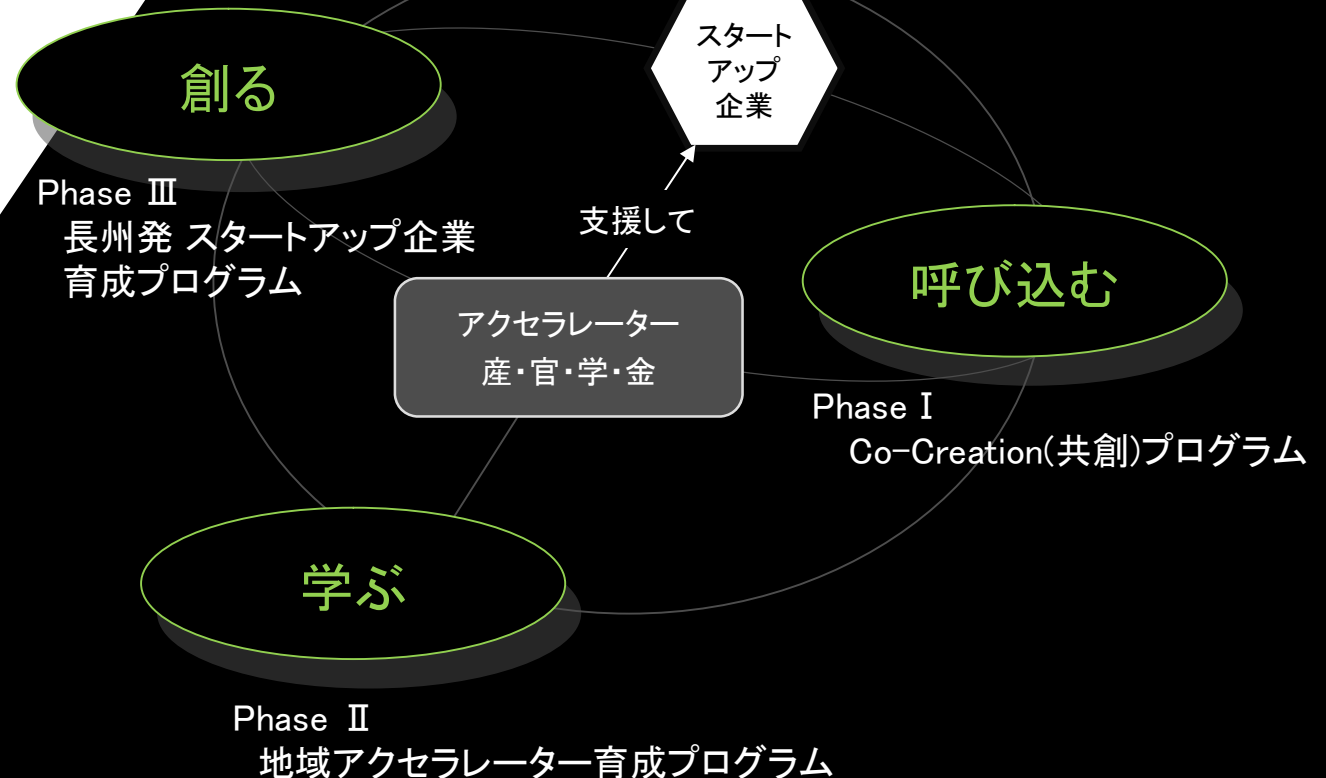 スタート
アップ
企業
創る
Phase Ⅲ
長州発 スタートアップ企業
育成プログラム
支援して
アクセラレーター
産・官・学・金
呼び込む
Phase Ⅰ
Co-Creation(共創)プログラム
学ぶ
Phase Ⅱ
地域アクセラレーター育成プログラム